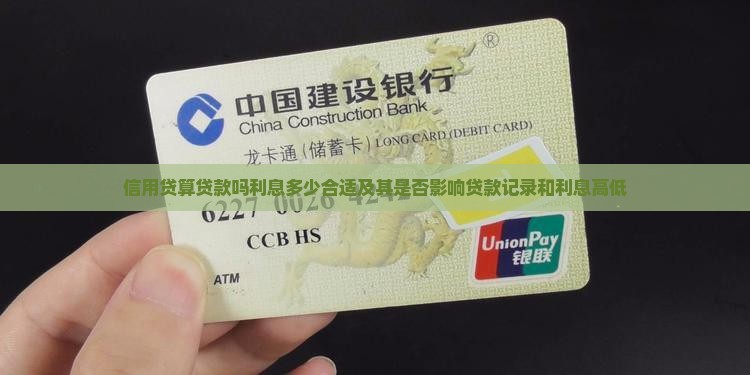 ®
中国建设银行
China Construction Bank
龙卡通(储蓄卡) LONG CARD (DEBIT CARD)
信用贷算贷款吗利息多少合适及其是否影响贷款记录和利息高低
6227 0026 4242
CCB HS
UnionPay
银联
ATM